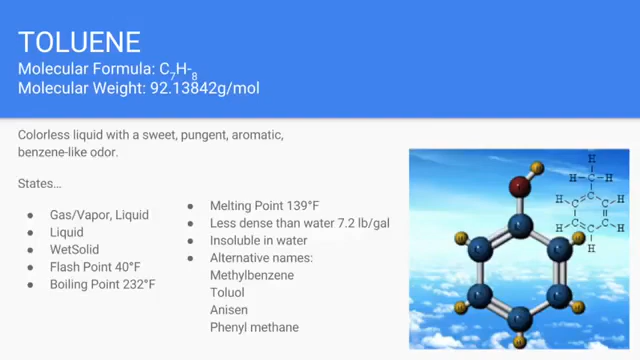 TOLUENE
Molecular Formula: C7H-8
Molecular Weight: 92.13842g/mol
Colorless liquid with a sweet, pungent, aromatic,
benzene-like odor.
States…
● Gas/Vapor, Liquid
● Liquid
● WetSolid
● Flash Point 40°F
● Boiling Point 232°F
● Melting Point 139°F
● Less dense than water 7.2 lb/gal
● Insoluble in water
● Alternative names:
Methylbenzene
Toluol
Anisen
Phenyl methane
H
H C H
C
H C C H
H C C H
C
H